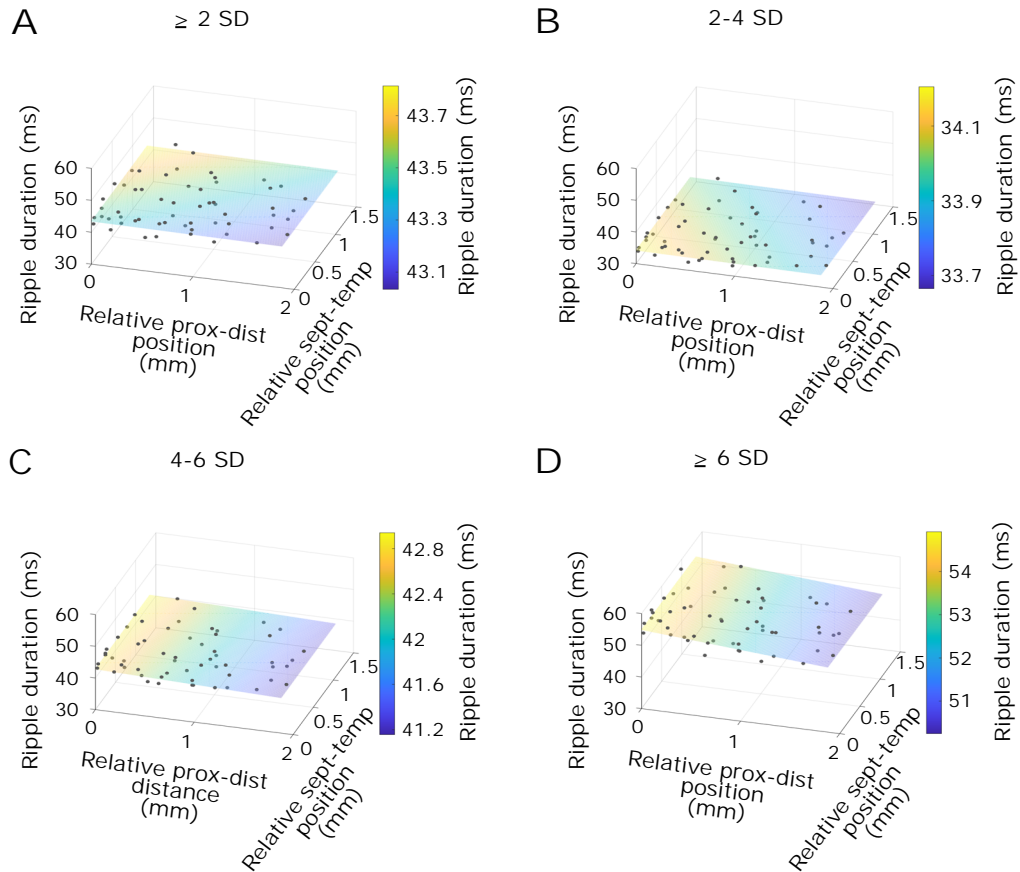 A
≥ 2 SD
Ripple duration (ms)
60
50
40
30
0
1
2
Relative prox-dist
position
(mm)
0
0.5
1
1.5
Relative sept-temp
position
(mm)
43.7
43.5
43.3
43.1
Ripple duration (ms)
B
2-4 SD
Ripple duration (ms)
60
50
40
30
0
1
2
Relative prox-dist
position
(mm)
0
0.5
1
1.5
Relative sept-temp
position
(mm)
34.1
33.9
33.7
Ripple duration (ms)
C
4-6 SD
Ripple duration (ms)
60
50
40
30
0
1
2
Relative prox-dist
distance
(mm)
0
0.5
1
1.5
Relative sept-temp
position
(mm)
42.8
42.4
42
41.6
41.2
Ripple duration (ms)
D
≥ 6 SD
Ripple duration (ms)
60
50
40
30
0
1
2
Relative prox-dist
position
(mm)
0
0.5
1
1.5
Relative sept-temp
position
(mm)
54
53
52
51
Ripple duration (ms)